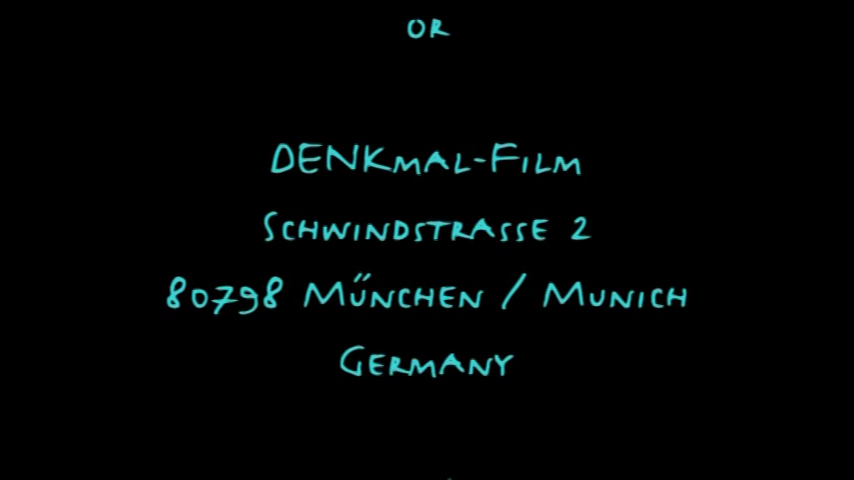 OR
DENKMAL-FILM
SCHWINDSTRASSE 2
80798 MÜNCHEN / MUNICH
GERMANY